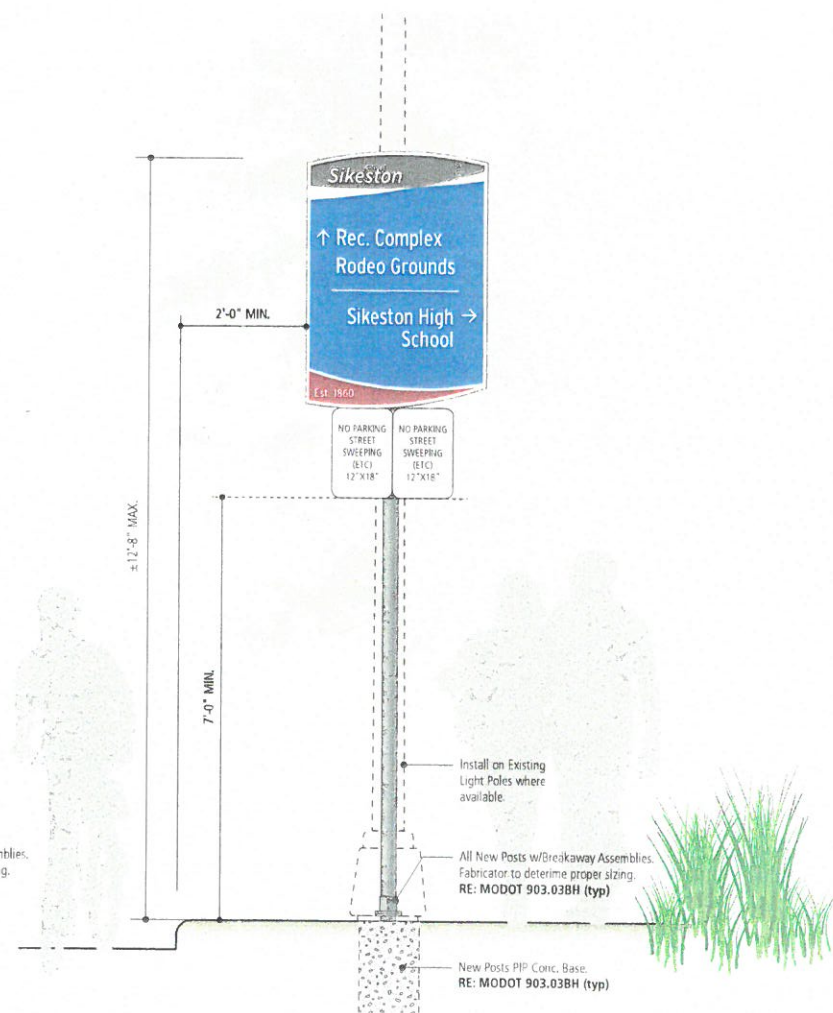 Sikeston
↑ Rec. Complex
Rodeo Grounds
Sikeston High →
School
Est. 1860
2'-0" MIN.
NO PARKING
STREET
SWEEPING
(ETC)
12"X18"
NO PARKING
STREET
SWEEPING
(ETC)
12"X18"
±12'-8" MAX.
7'-0" MIN.
Install on Existing
Light Poles where
available.
All New Posts w/Breakaway Assemblies.
Fabricator to deterime proper sizing.
RE: MODOT 903.03BH (typ)
New Posts PIP Conc. Base.
RE: MODOT 903.03BH (typ)